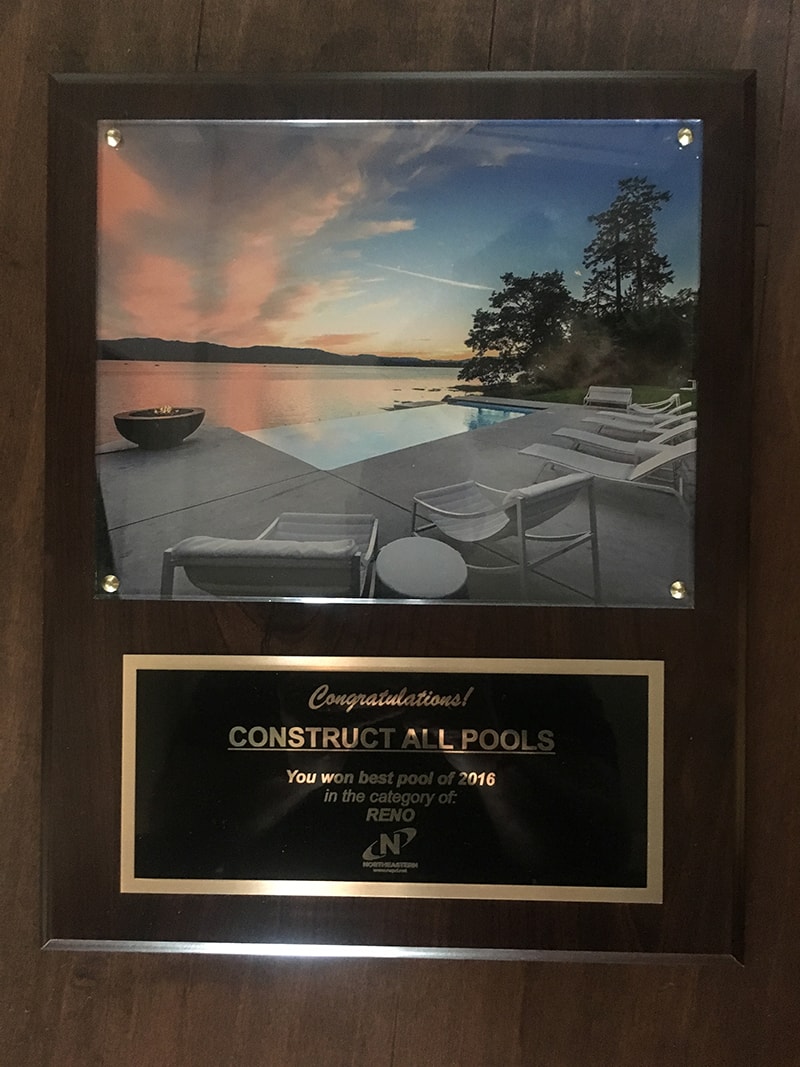 Congratulations!
CONSTRUCT ALL POOLS
You won best pool of 2016
in the category of:
RENO
N
NORTHEASTERN